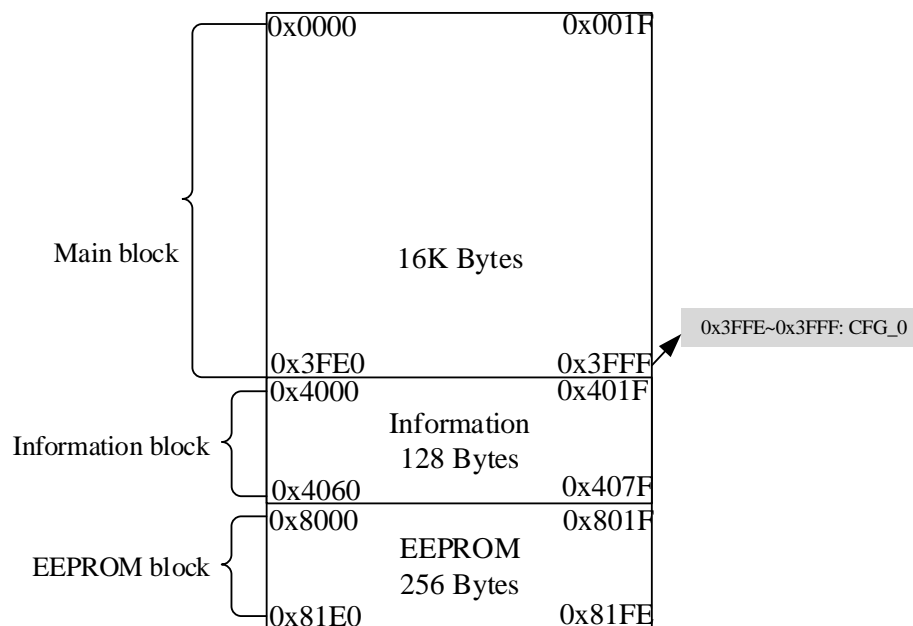 0x0000 0x001F
Main block
16K Bytes
0x3FFE~0x3FFF: CFG_0
0x3FE0 0x3FFF
0x4000 0x401F
Information
Information block
128 Bytes
0x4060 0x407F
0x8000 0x801F
EEPROM
EEPROM block
256 Bytes
0x81E0 0x81FE